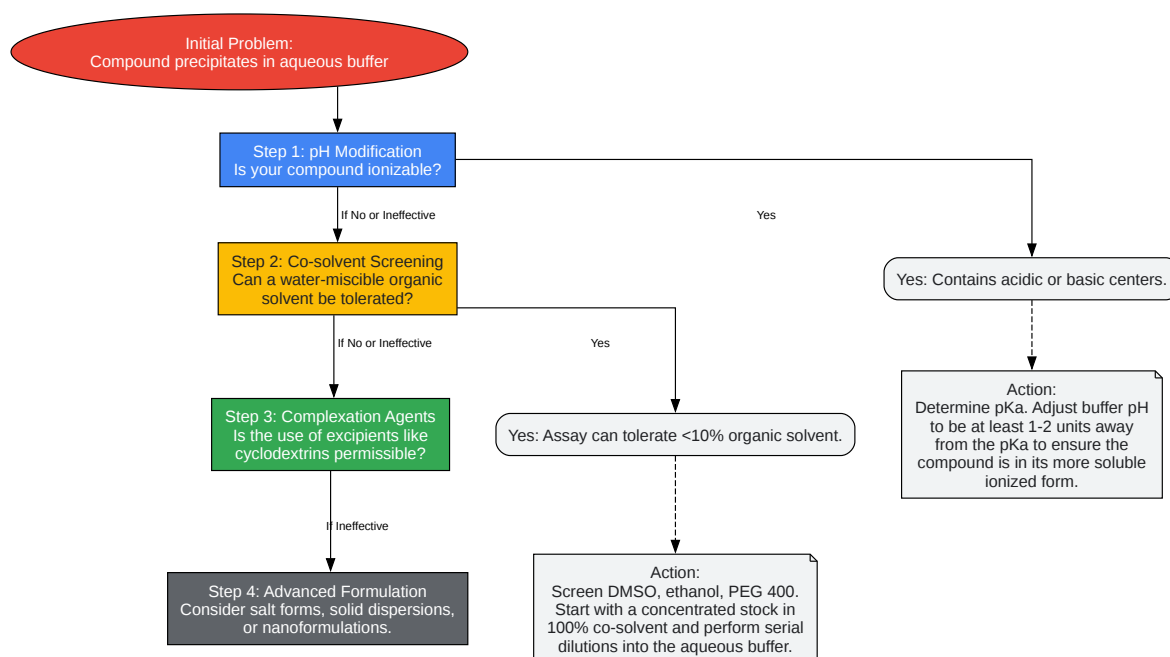 Initial Problem:
Compound precipitates in aqueous buffer
Step 1: pH Modification
Is your compound ionizable?
If No or Ineffective
Yes
Step 2: Co-solvent Screening
Can a water-miscible organic
solvent be tolerated?
Yes: Contains acidic or basic centers.
If No or Ineffective
Yes
Action:
Determine pKa. Adjust buffer pH
to be at least 1-2 units away
from the pKa to ensure the
compound is in its more soluble
ionized form.
Step 3: Complexation Agents
Is the use of excipients like
cyclodextrins permissible?
Yes: Assay can tolerate <10% organic solvent.
If Ineffective
Step 4: Advanced Formulation
Consider salt forms, solid dispersions,
or nanoformulations.
Action:
Screen DMSO, ethanol, PEG 400.
Start with a concentrated stock in
100% co-solvent and perform serial
dilutions into the aqueous buffer.